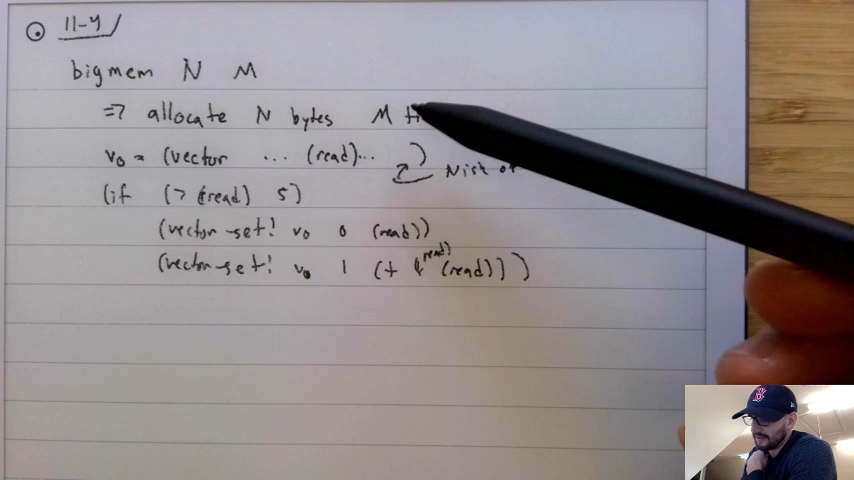 11-4
bigmem N M
=> allocate N bytes M
v0 = (vector ... (read)... )
(if (> (read) 5)
(vector-set! v0 0 (read))
(vector-set! v0 1 (+ (read) (read)) )
B